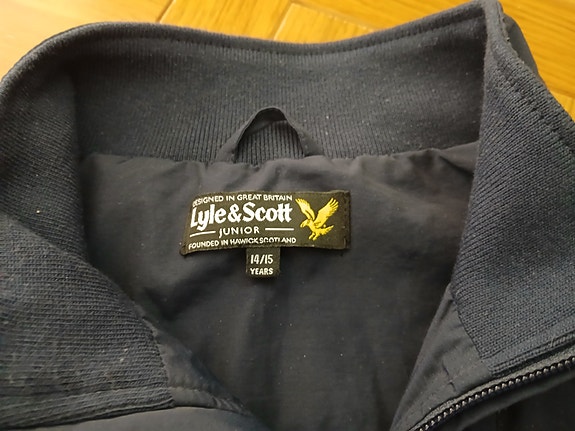 DESIGNED IN GREAT BRITAIN
Lyle&Scott
JUNIOR
FOUNDED IN HAWICK, SCOTLAND
14/15
YEARS